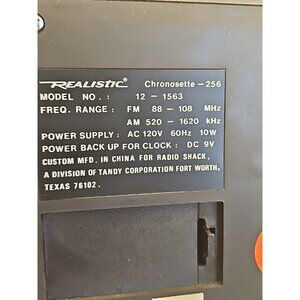 REALISTIC® Chronosette-256
MODEL NO.: 12-1563
FREQ. RANGE: FM 88-108 MHz
AM 520-1620 kHz
POWER SUPPLY: AC 120V 60Hz 10W
POWER BACK UP FOR CLOCK: DC 9V
CUSTOM MFD. IN CHINA FOR RADIO SHACK,
A DIVISION OF TANDY CORPORATION FORT WORTH,
TEXAS 76102.